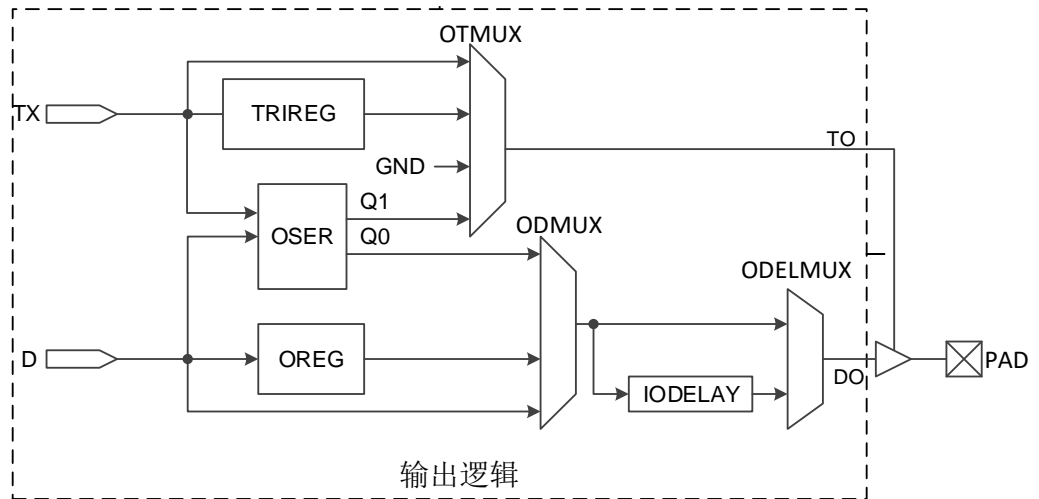 OTMUX
TX
TRIREG
TO
GND
Q1
OSER
Q0
ODMUX
ODELMUX
D
OREG
PAD
DO
IODELAY
输出逻辑